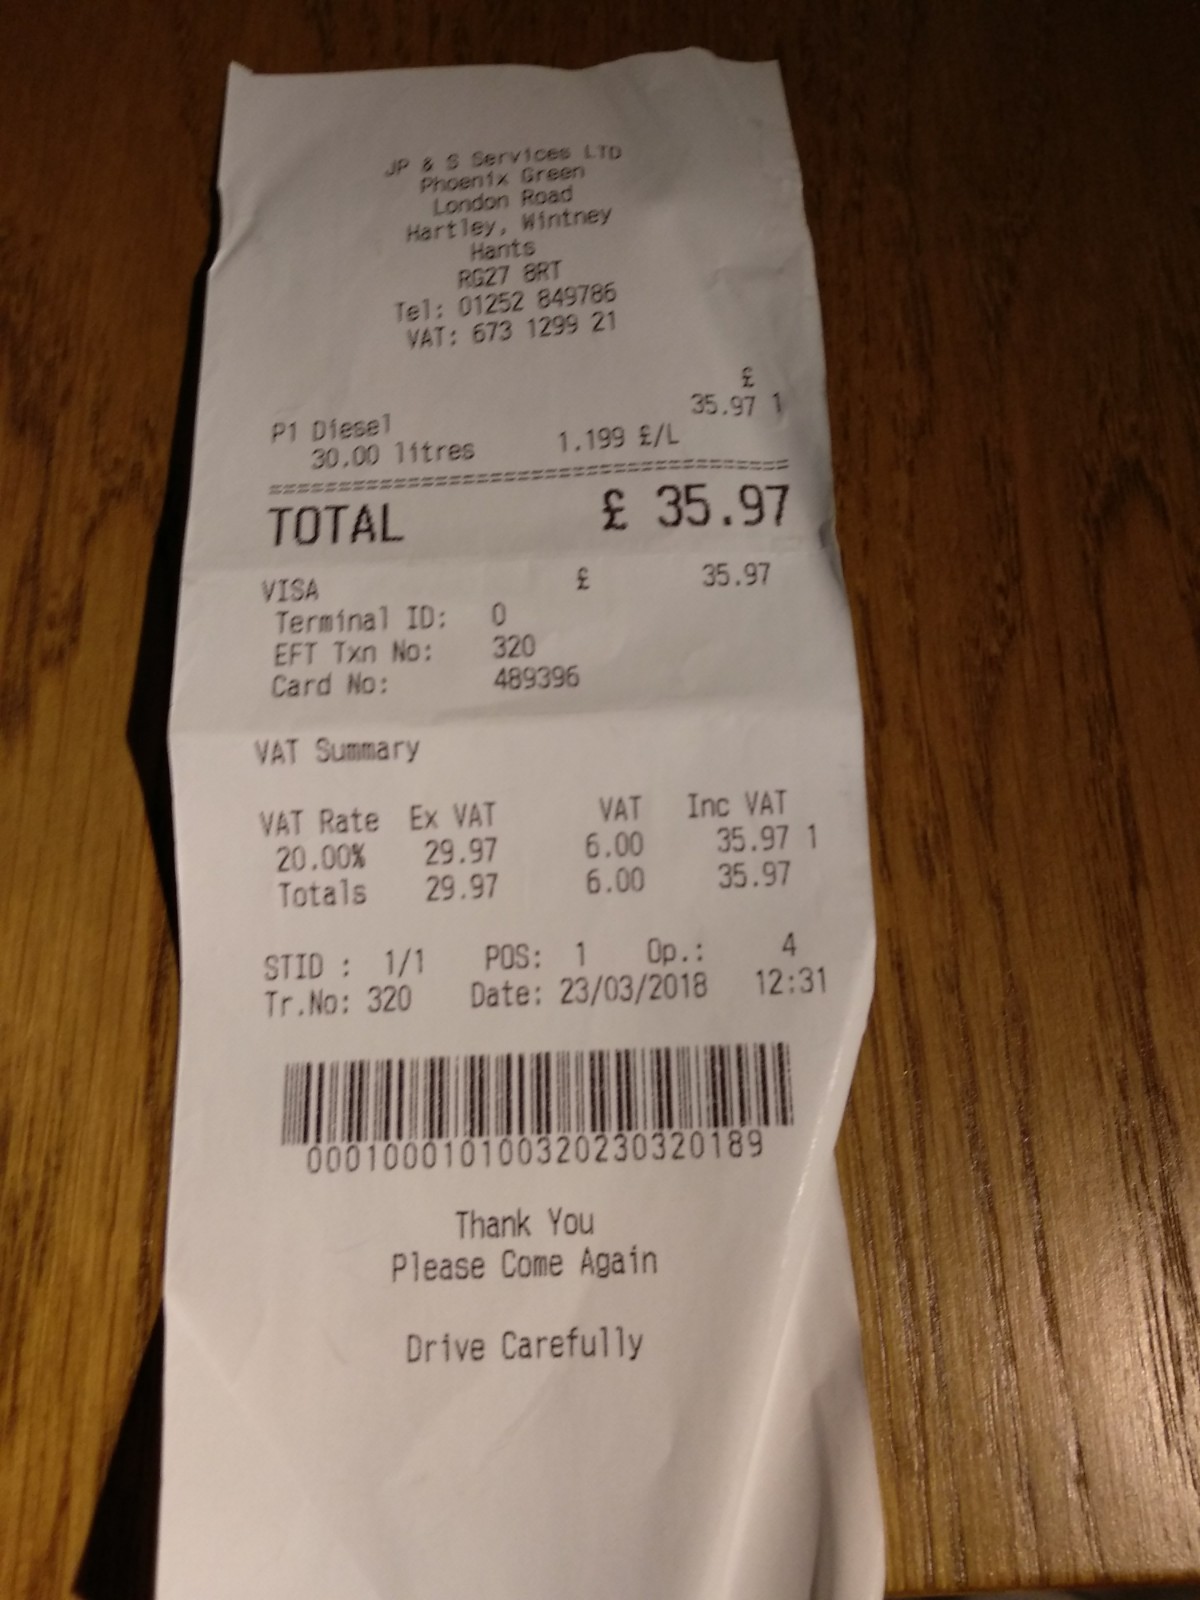 JP & S Services LTD
Phoenix Green
London Road
Hartley, Wintney
Hants
RG27 8RT
Tel: 01252 849786
VAT: 673 1299 21
£
P1 Diesel 35.97 1
30.00 litres 1.199 £/L
TOTAL £ 35.97
VISA £ 35.97
Terminal ID: 0
EFT Txn No: 320
Card No: 489396
VAT Summary
VAT Rate Ex VAT VAT Inc VAT
20.00% 29.97 6.00 35.97 1
Totals 29.97 6.00 35.97
STID : 1/1 POS: 1 Op.: 4
Tr.No: 320 Date: 23/03/2018 12:31
000100010100320230320189
Thank You
Please Come Again
Drive Carefully